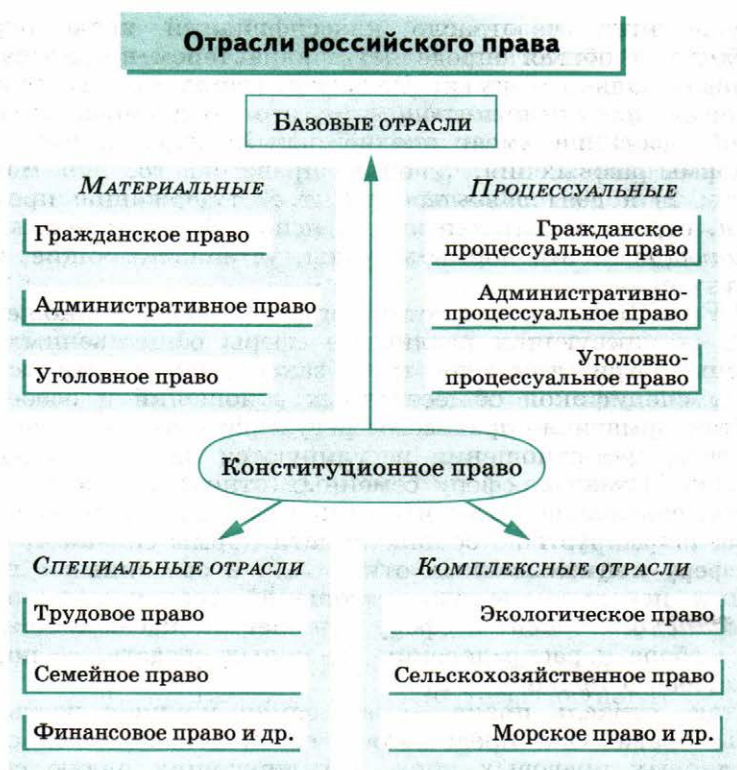 Отрасли российского права
БАЗОВЫЕ ОТРАСЛИ
МАТЕРИАЛЬНЫЕ
Гражданское право
Административное право
Уголовное право
ПРОЦЕССУАЛЬНЫЕ
Гражданское
процессуальное право
Административно-
процессуальное право
Уголовно-
процессуальное право
Конституционное право
СПЕЦИАЛЬНЫЕ ОТРАСЛИ
Трудовое право
Семейное право
Финансовое право и др.
КОМПЛЕКСНЫЕ ОТРАСЛИ
Экологическое право
Сельскохозяйственное право
Морское право и др.